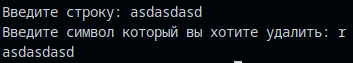 Введите строку: asdasdasd
Введите символ который вы хотите удалить: r
asdasdasd